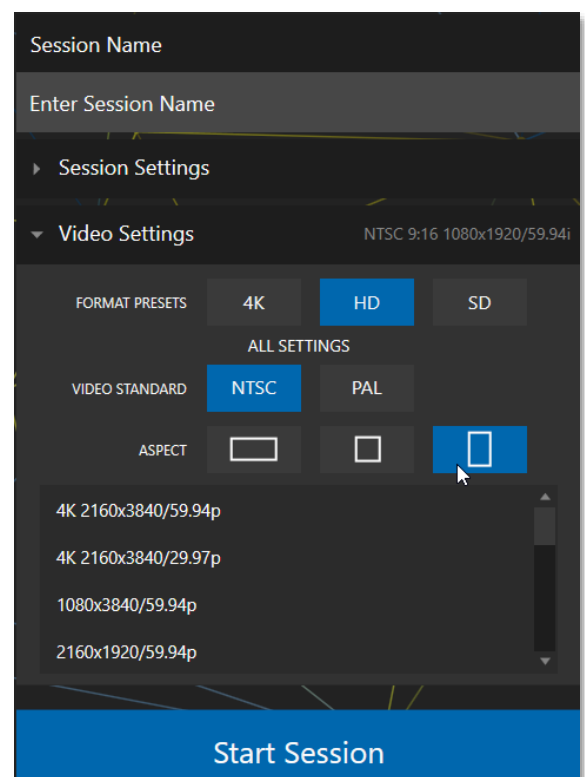 Session Name
Enter Session Name
Session Settings
Video Settings NTSC 9:16 1080x1920/59.94i
FORMAT PRESETS 4K HD SD
ALL SETTINGS
VIDEO STANDARD NTSC PAL
ASPECT
4K 2160x3840/59.94p
4K 2160x3840/29.97p
1080x3840/59.94p
2160x1920/59.94p
Start Session